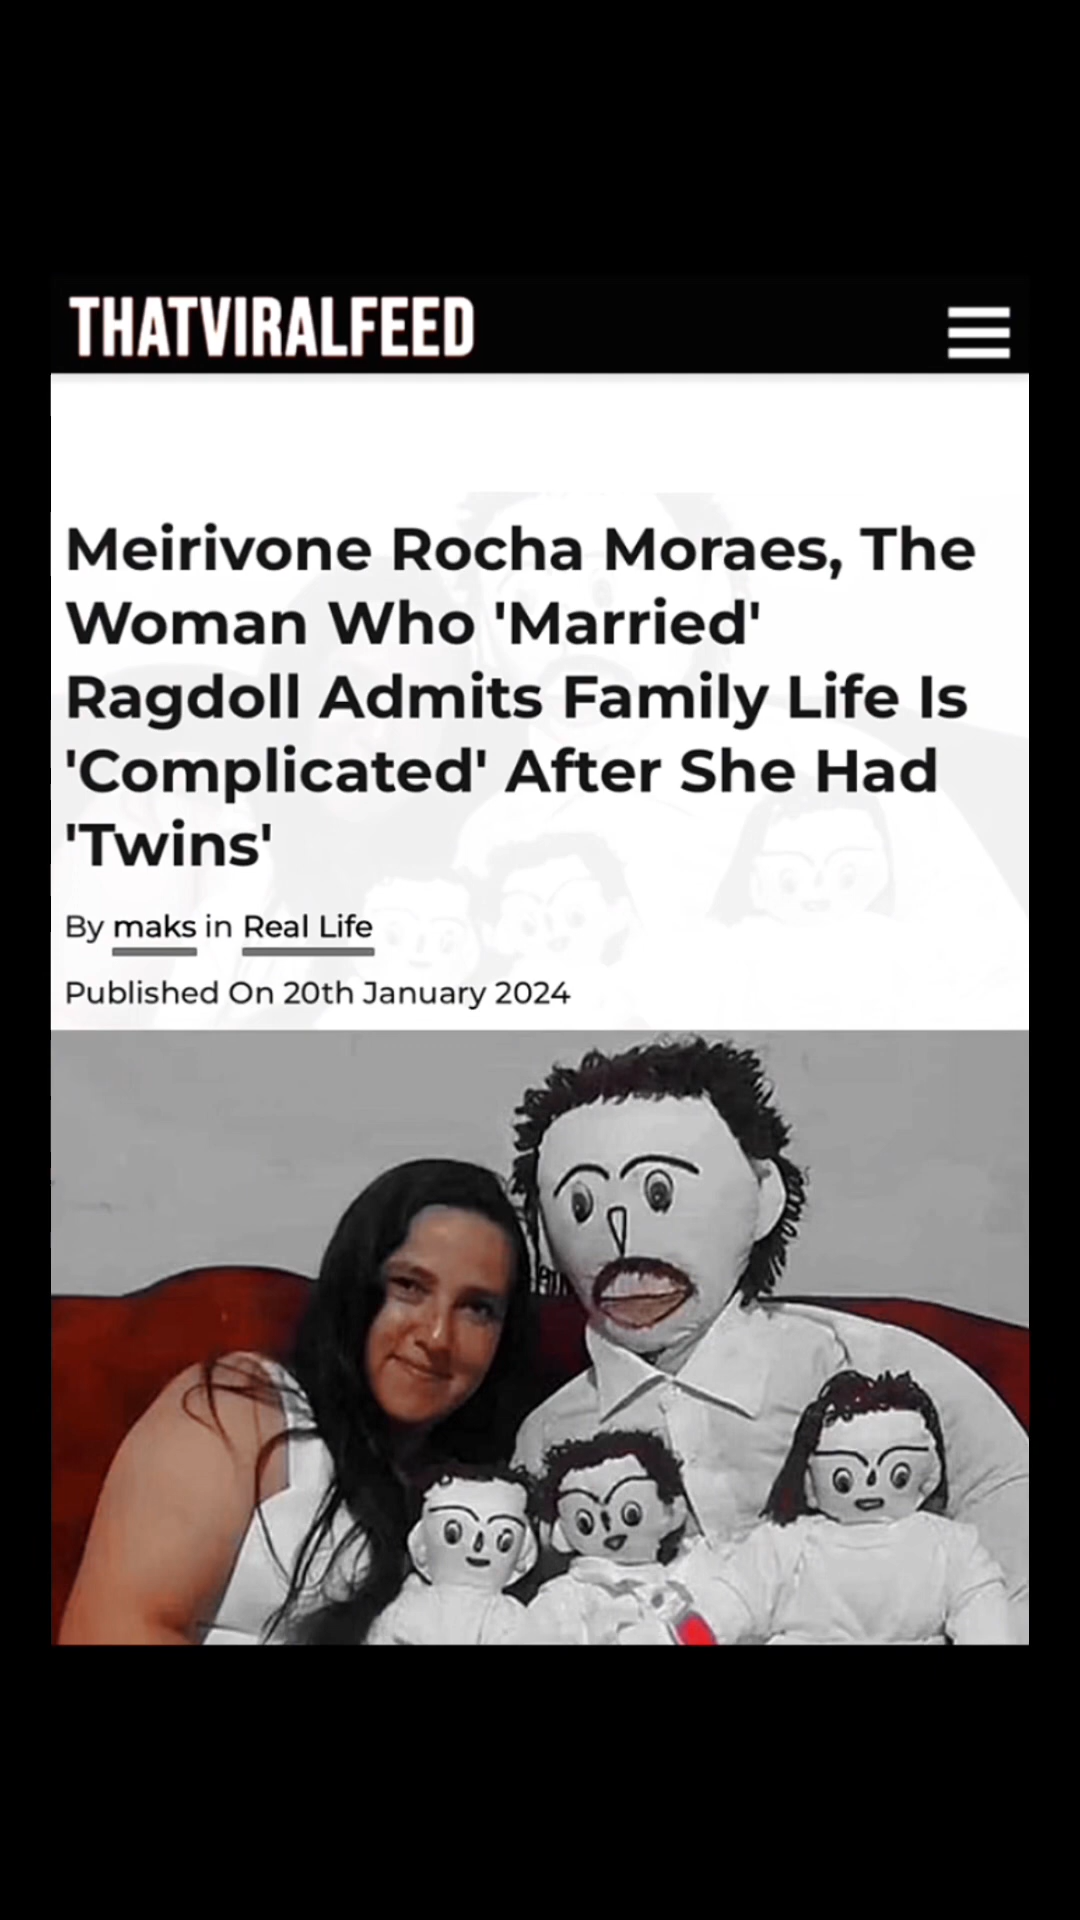 THATVIRALFEED
Meirivone Rocha Moraes, The
Woman Who 'Married'
Ragdoll Admits Family Life Is
'Complicated' After She Had
'Twins'
By maks in Real Life
Published On 20th January 2024